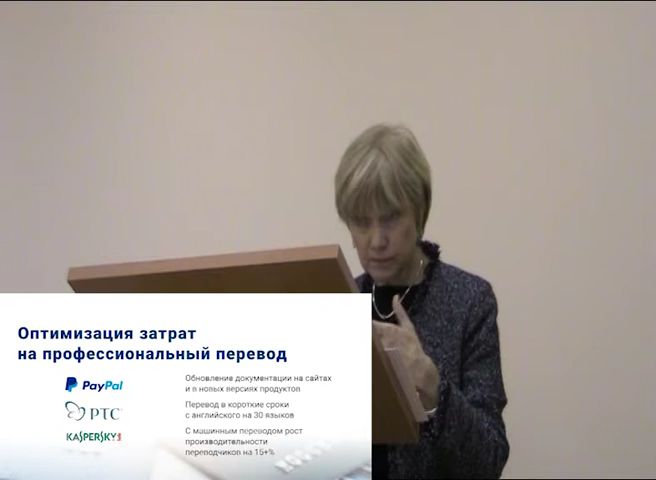 Оптимизация затрат
на профессиональный перевод
PayPal
Обновление документации на сайтах
и в новых версиях продуктов
PTC
Перевод в короткие сроки
с английского на 30 языков
KASPERSKY
С машинным переводом рост
производительности
переводчиков на 15+%